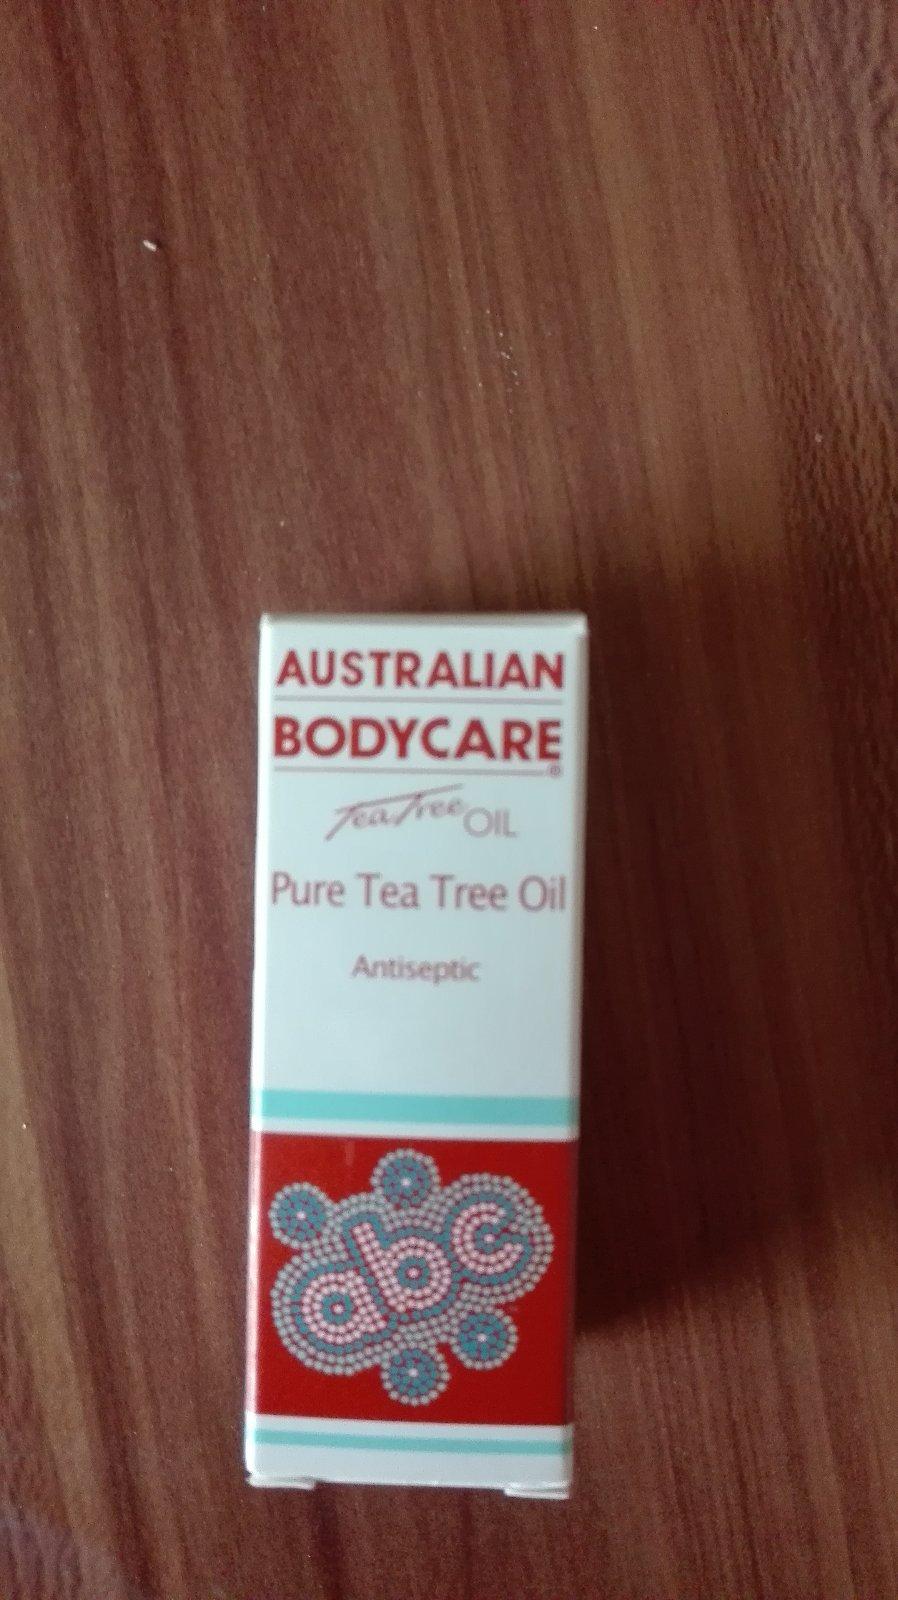 AUSTRALIAN
BODYCARE®
Tea Tree OIL
Pure Tea Tree Oil
Antiseptic
abc